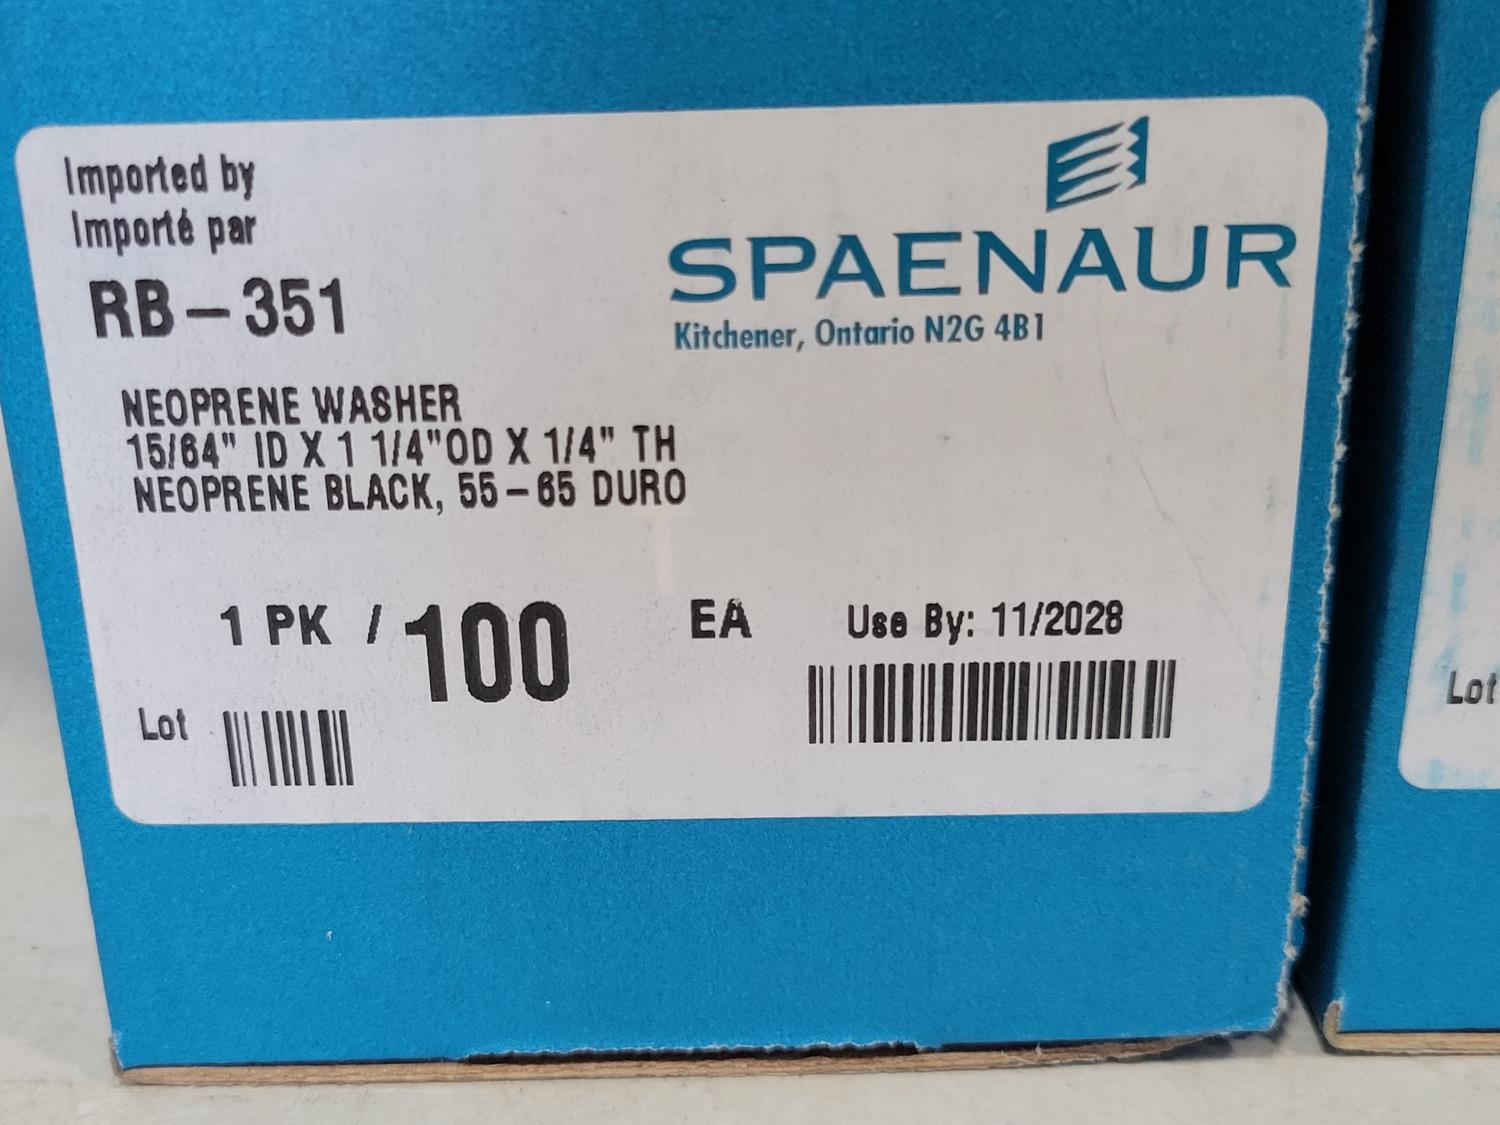 Imported by
Importé par
RB-351
SPAENAUR
Kitchener, Ontario N2G 4B1
NEOPRENE WASHER
15/64" ID X 1 1/4"OD X 1/4" TH
NEOPRENE BLACK, 55-65 DURO
1 PK / 100 EA
Use By: 11/2028
Lot
Lot